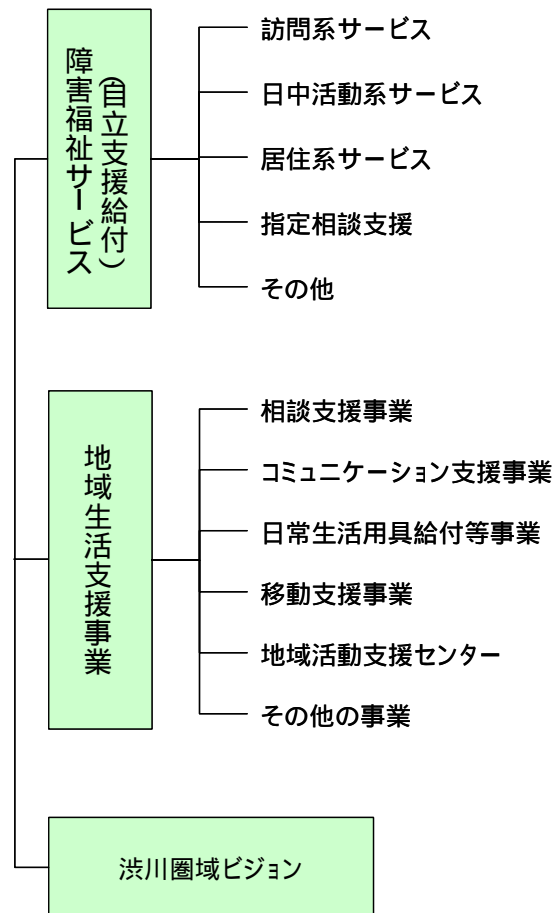 障害福祉サービス
（自立支援給付）
訪問系サービス
日中活動系サービス
居住系サービス
指定相談支援
その他
地域生活支援事業
相談支援事業
コミュニケーション支援事業
日常生活用具給付等事業
移動支援事業
地域活動支援センター
その他の事業
渋川圏域ビジョン